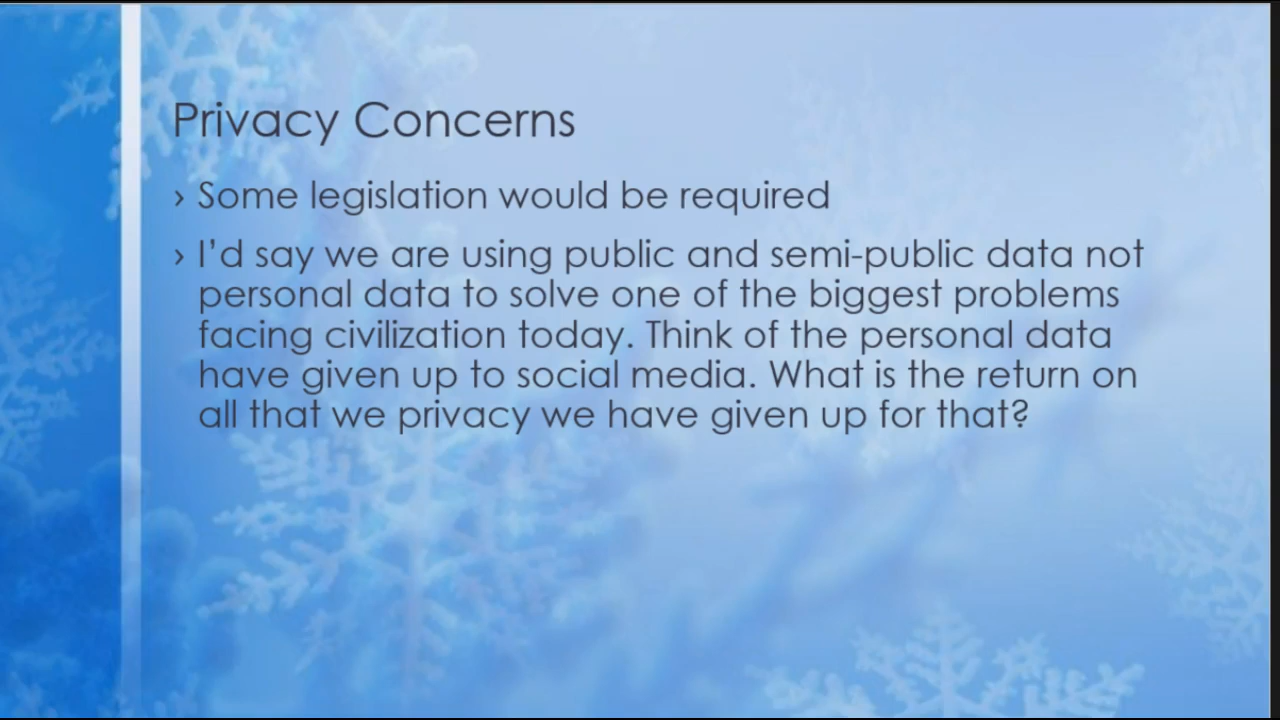 Privacy Concerns
› Some legislation would be required
› I’d say we are using public and semi-public data not
personal data to solve one of the biggest problems
facing civilization today. Think of the personal data
have given up to social media. What is the return on
all that we privacy we have given up for that?